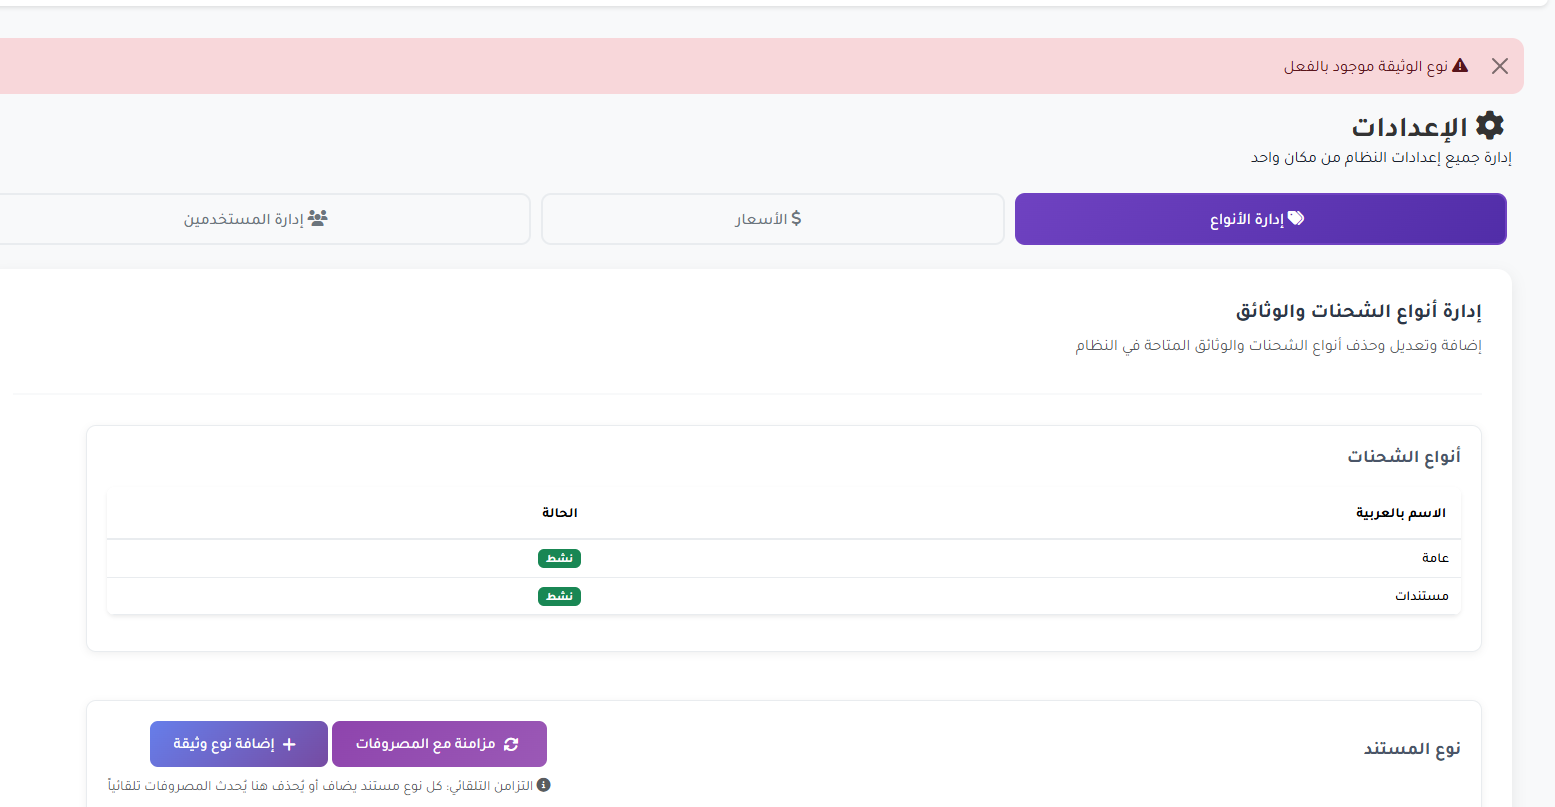 نوع الوثيقة موجود بالفعل
الإعدادات
إدارة جميع إعدادات النظام من مكان واحد
إدارة الأنواع
الأسعار
إدارة المستخدمين
إدارة أنواع الشحنات والوثائق
إضافة وتعديل وحذف أنواع الشحنات والوثائق المتاحة في النظام
أنواع الشحنات
الاسم بالعربية الحالة
عامة نشط
مستندات نشط
نوع المستند
مزامنة مع المصروفات
إضافة نوع وثيقة
التزامن التلقائي: كل نوع مستند يضاف أو يُحذف هنا يُحدث المصروفات تلقائياً